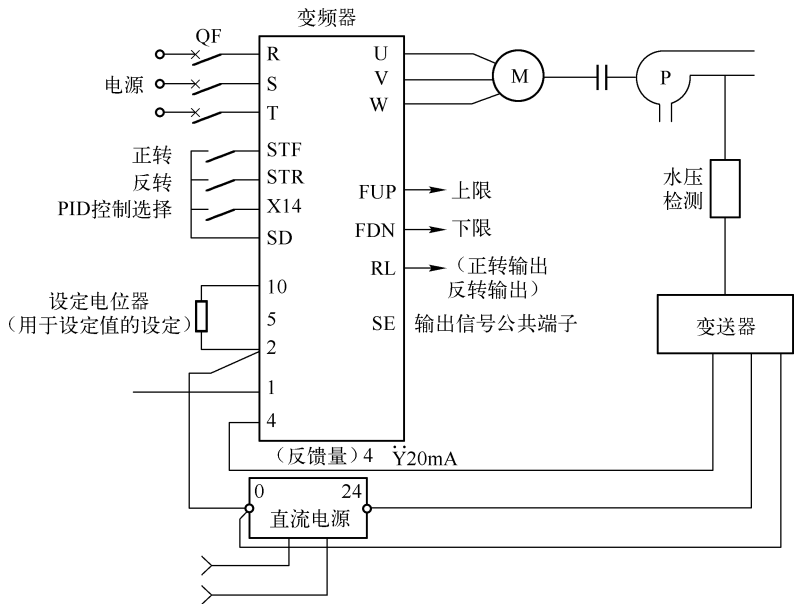 变频器
QF
R
U
电源
S
V
M
P
T
W
正转
STF
反转
STR
FUP
上限
水压
检测
PID控制选择
X14
SD
FDN
下限
RL
(正转输出
反转输出)
10
设定电位器
(用于设定值的设定)
5
SE
输出信号公共端子
变送器
2
1
4
(反馈量)4 Ÿ20mA
0
24
直流电源